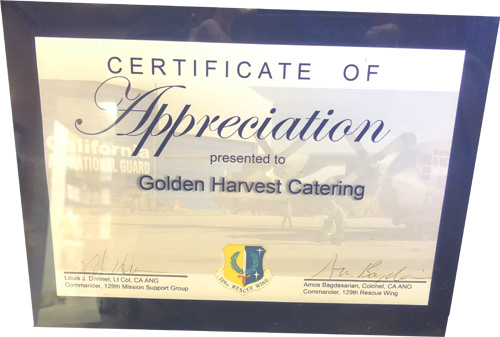 CERTIFICATE OF
Appreciation
presented to
California
NATIONAL GUARD
Golden Harvest Catering
Louis J. Donner, Lt Col, CA ANG
Commander, 129th Mission Support Group
129th RESCUE WING
Amos Bagdasarian, Colonel, CA ANG
Commander, 129th Rescue Wing